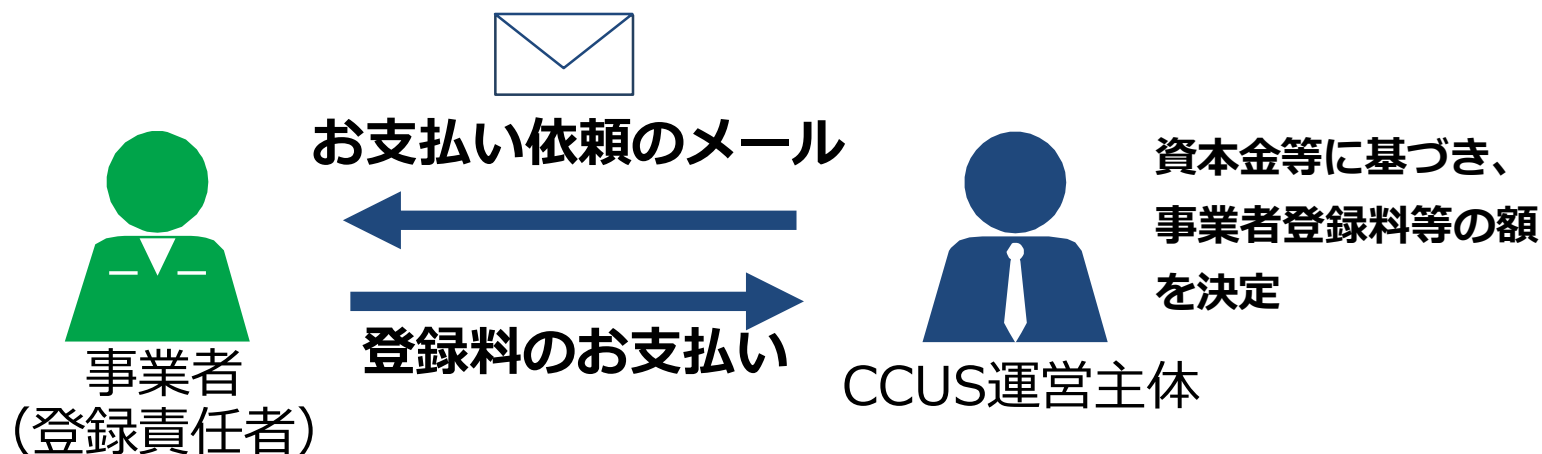 お支払い依頼のメール
資本金等に基づき、
事業者登録料等の額
を決定
登録料のお支払い
事業者
（登録責任者）
CCUS運営主体